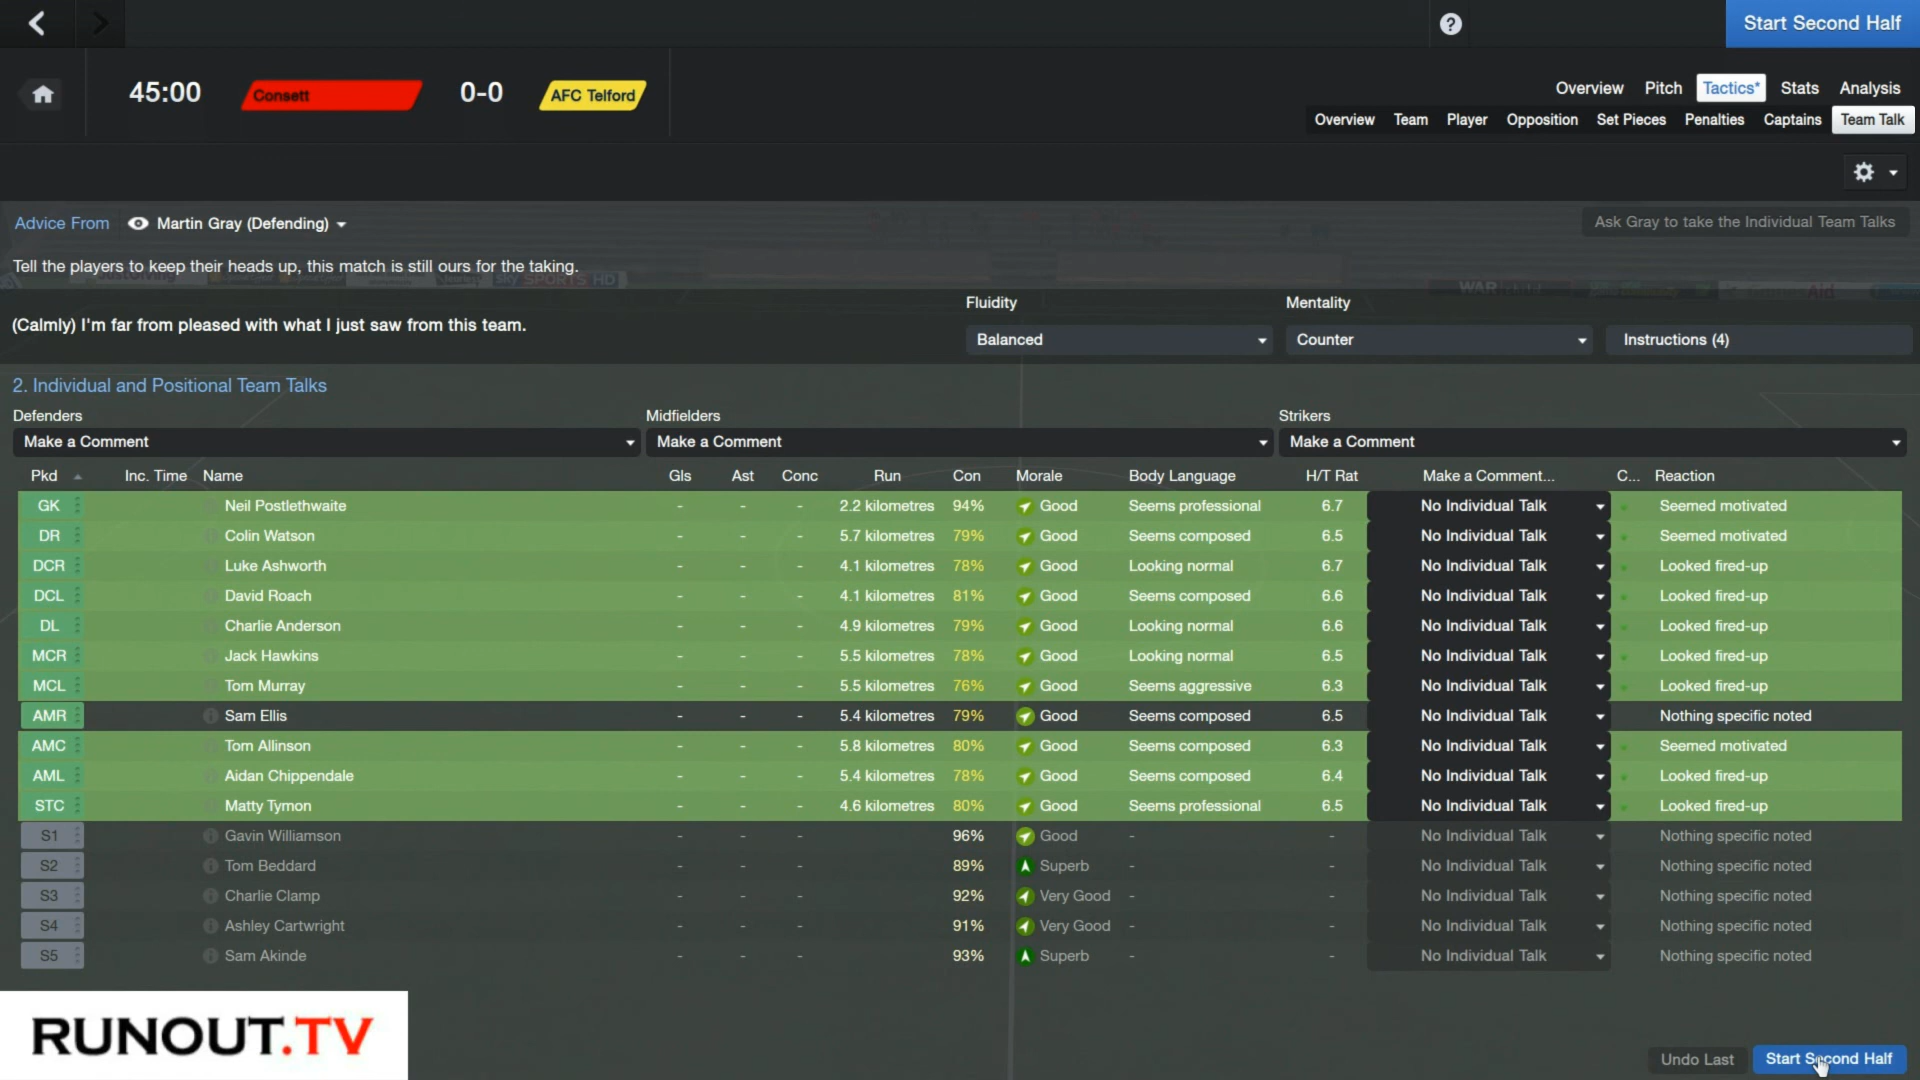 Start Second Half
45:00 Consett 0-0 AFC Telford
Overview Pitch Tactics* Stats Analysis
Overview Team Player Opposition Set Pieces Penalties Captains Team Talk
Advice From Martin Gray (Defending) Ask Gray to take the Individual Team Talks
Tell the players to keep their heads up, this match is still ours for the taking.
Fluidity Mentality
(Calmly) I'm far from pleased with what I just saw from this team.
Balanced Counter Instructions (4)
2. Individual and Positional Team Talks
Defenders Midfielders Strikers
Make a Comment Make a Comment Make a Comment
Pkd Inc. Time Name Gls Ast Conc Run Con Morale Body Language H/T Rat Make a Comment... C... Reaction
GK Neil Postlethwaite - - - 2.2 kilometres 94% Good Seems professional 6.7 No Individual Talk Seemed motivated
DR Colin Watson - - - 5.7 kilometres 79% Good Seems composed 6.5 No Individual Talk Seemed motivated
DCR Luke Ashworth - - - 4.1 kilometres 78% Good Looking normal 6.7 No Individual Talk Looked fired-up
DCL David Roach - - - 4.1 kilometres 81% Good Seems composed 6.6 No Individual Talk Looked fired-up
DL Charlie Anderson - - - 4.9 kilometres 79% Good Looking normal 6.6 No Individual Talk Looked fired-up
MCR Jack Hawkins - - - 5.5 kilometres 78% Good Looking normal 6.5 No Individual Talk Looked fired-up
MCL Tom Murray - - - 5.5 kilometres 76% Good Seems aggressive 6.3 No Individual Talk Looked fired-up
AMR Sam Ellis - - - 5.4 kilometres 79% Good Seems composed 6.5 No Individual Talk Nothing specific noted
AMC Tom Allinson - - - 5.8 kilometres 80% Good Seems composed 6.3 No Individual Talk Seemed motivated
AML Aidan Chippendale - - - 5.4 kilometres 78% Good Seems composed 6.4 No Individual Talk Looked fired-up
STC Matty Tymon - - - 4.6 kilometres 80% Good Seems professional 6.5 No Individual Talk Looked fired-up
S1 Gavin Williamson - - - 96% Good - - No Individual Talk Nothing specific noted
S2 Tom Beddard - - - 89% Superb - - No Individual Talk Nothing specific noted
S3 Charlie Clamp - - - 92% Very Good - - No Individual Talk Nothing specific noted
S4 Ashley Cartwright - - - 91% Very Good - - No Individual Talk Nothing specific noted
S5 Sam Akinde - - - 93% Superb - - No Individual Talk Nothing specific noted
RUNOUT.TV
Undo Last Start Second Half